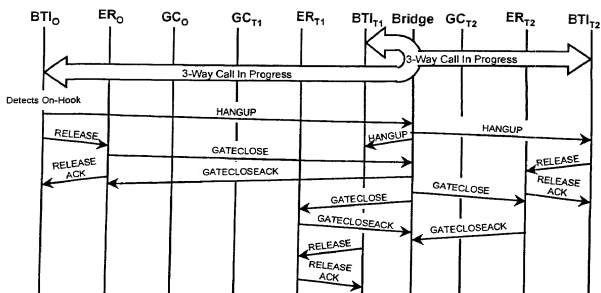 BTIO ERO GCO GCT1 ERT1 BTIT1 Bridge GCT2 ERT2 BTIT2
3-Way Call In Progress
3-Way Call In Progress
Detects On-Hook
HANGUP
HANGUP
HANGUP
RELEASE
GATECLOSE
RELEASE
RELEASE
ACK
GATECLOSEACK
GATECLOSE
RELEASE
ACK
GATECLOSE
GATECLOSEACK
GATECLOSEACK
RELEASE
RELEASE
ACK